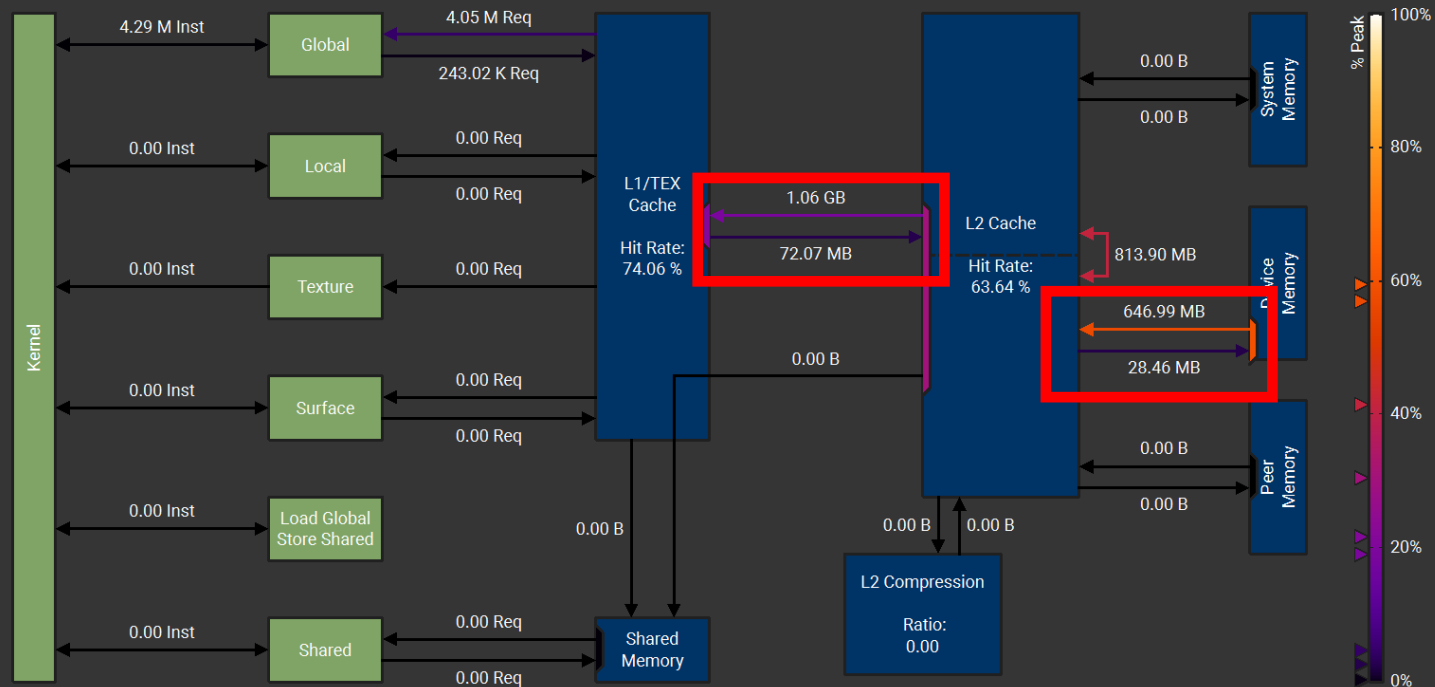 4.29 M Inst
Global
4.05 M Req
243.02 K Req
0.00 Inst
Local
0.00 Req
0.00 Req
0.00 Inst
Texture
0.00 Req
0.00 Inst
Surface
0.00 Req
0.00 Req
0.00 Inst
Load Global
Store Shared
0.00 Inst
Shared
0.00 Req
0.00 Req
Kernel
L1/TEX
Cache
Hit Rate:
74.06 %
1.06 GB
72.07 MB
0.00 B
0.00 B
Shared
Memory
L2 Cache
Hit Rate:
63.64 %
813.90 MB
0.00 B
0.00 B
System
Memory
646.99 MB
28.46 MB
Device
Memory
0.00 B
0.00 B
Peer
Memory
0.00 B
0.00 B
L2 Compression
Ratio:
0.00
% Peak
100%
80%
60%
40%
20%
0%